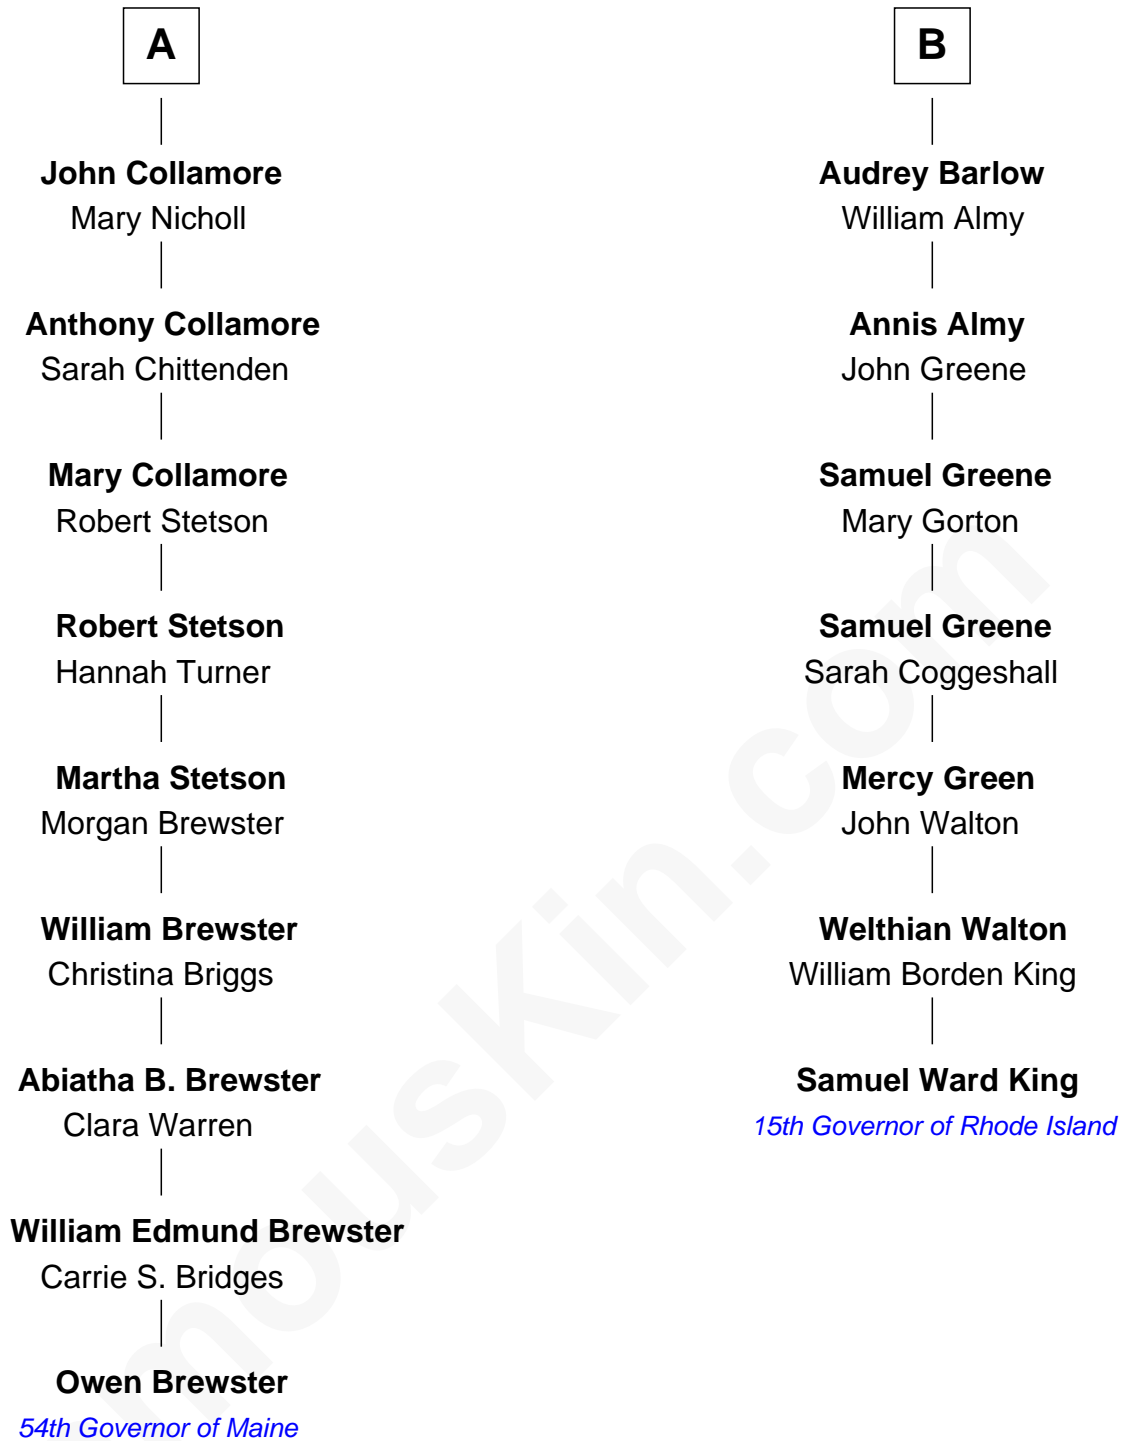 A
John Collamore
Mary Nicholl
Anthony Collamore
Sarah Chittenden
Mary Collamore
Robert Stetson
Robert Stetson
Hannah Turner
Martha Stetson
Morgan Brewster
William Brewster
Christina Briggs
Abiatha B. Brewster
Clara Warren
William Edmund Brewster
Carrie S. Bridges
Owen Brewster
54th Governor of Maine
B
Audrey Barlow
William Almy
Annis Almy
John Greene
Samuel Greene
Mary Gorton
Samuel Greene
Sarah Coggeshall
Mercy Green
John Walton
Welthian Walton
William Borden King
Samuel Ward King
15th Governor of Rhode Island
mousKin.com